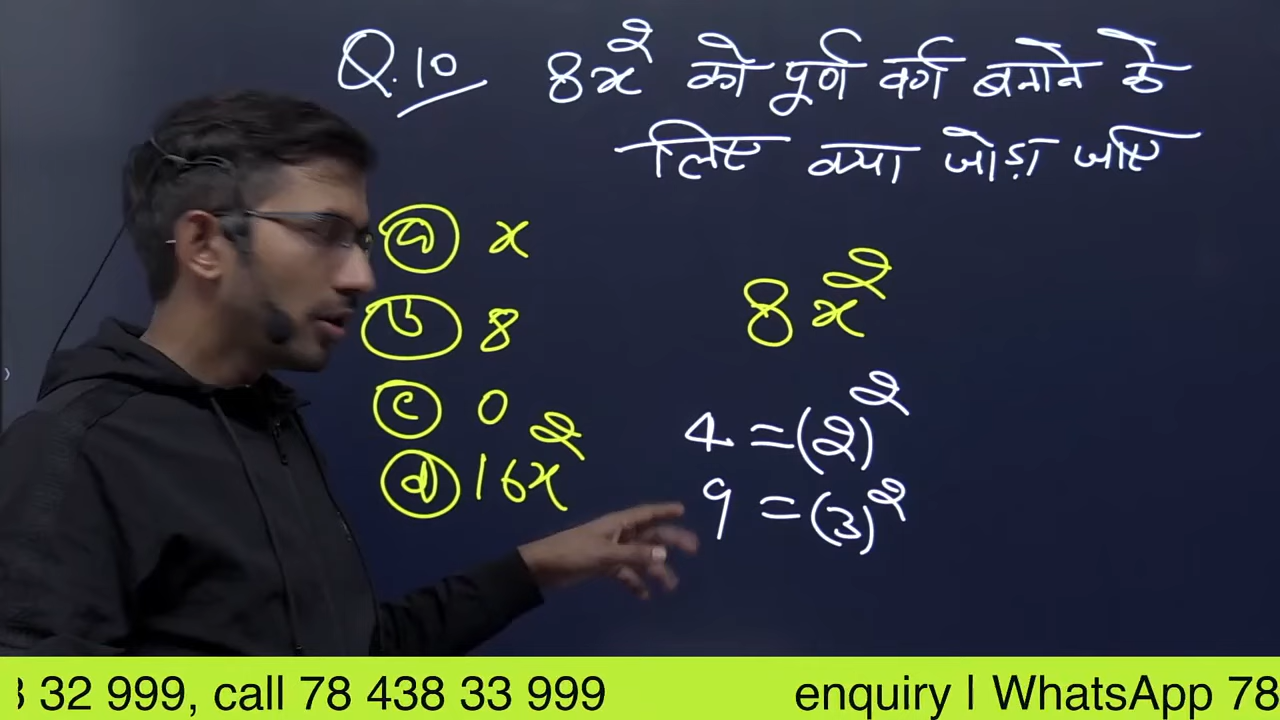 Q.10 8x² को पूर्ण वर्ग बनाने के
लिए क्या जोड़ा जाए
(a) x
(b) 8
(c) 0
(d) 16x²
8x²
4 = (2)²
9 = (3)²
32 999, call 78 438 33 999 enquiry | WhatsApp 78